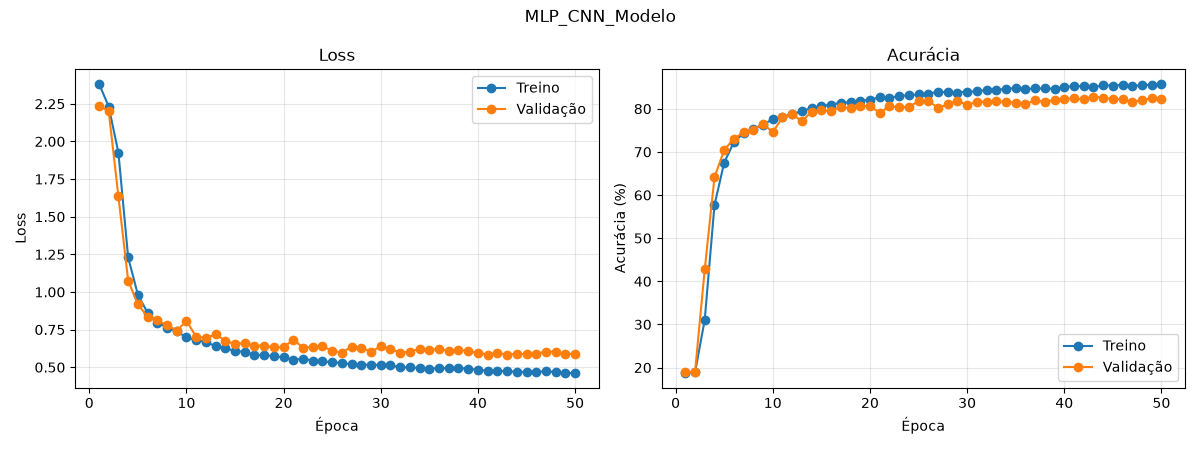 MLP_CNN_Modelo
Loss
Treino
Validação
2.25
2.00
1.75
1.50
1.25
1.00
0.75
0.50
0 10 20 30 40 50
Época
Loss
Acurácia
80
70
60
50
40
30
20
0 10 20 30 40 50
Época
Acurácia (%)
Treino
Validação